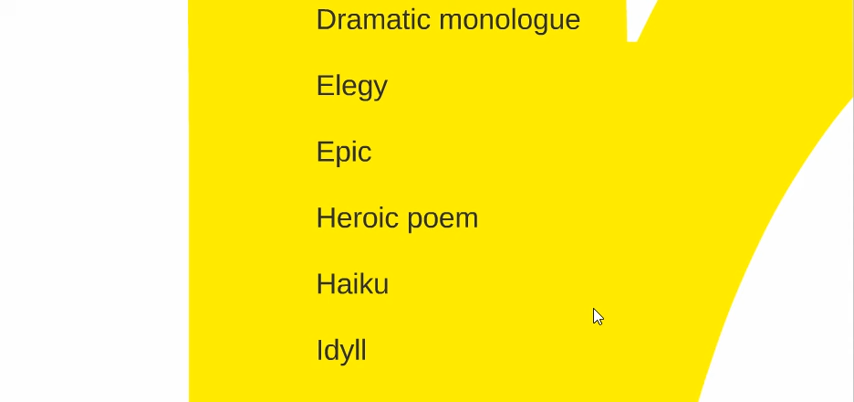 Dramatic monologue
Elegy
Epic
Heroic poem
Haiku
Idyll